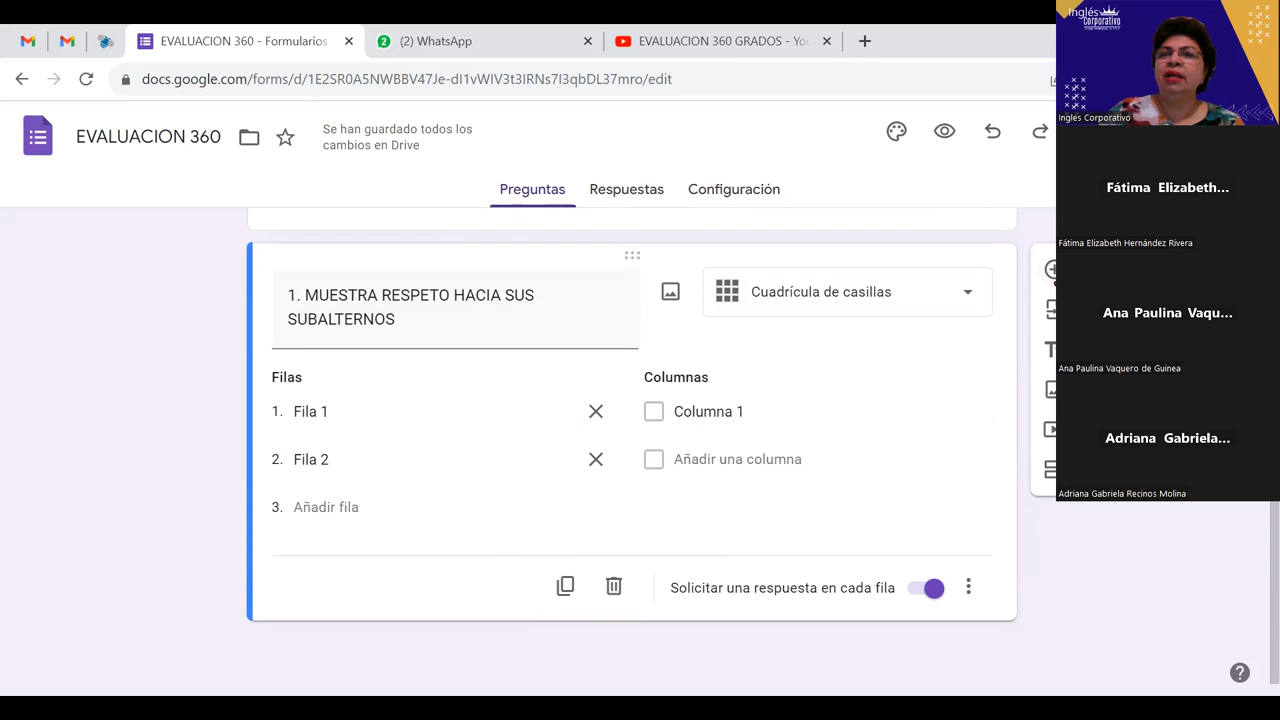 EVALUACION 360 - Formularios
(2) WhatsApp
EVALUACION 360 GRADOS - You
docs.google.com/forms/d/1E2SR0A5NWBBV47Je-dI1vWIV3t3IRNs7I3qbDL37mro/edit
EVALUACION 360
Se han guardado todos los
cambios en Drive
Preguntas
Respuestas
Configuración
1. MUESTRA RESPETO HACIA SUS
SUBALTERNOS
Cuadrícula de casillas
Filas
Columnas
1. Fila 1
Columna 1
2. Fila 2
Añadir una columna
3. Añadir fila
Solicitar una respuesta en cada fila
Inglés
Corporativo
Inglés Corporativo
Fátima Elizabeth...
Fátima Elizabeth Hernández Rivera
Ana Paulina Vaqu...
Ana Paulina Vaquero de Guinea
Adriana Gabriela...
Adriana Gabriela Recinos Molina